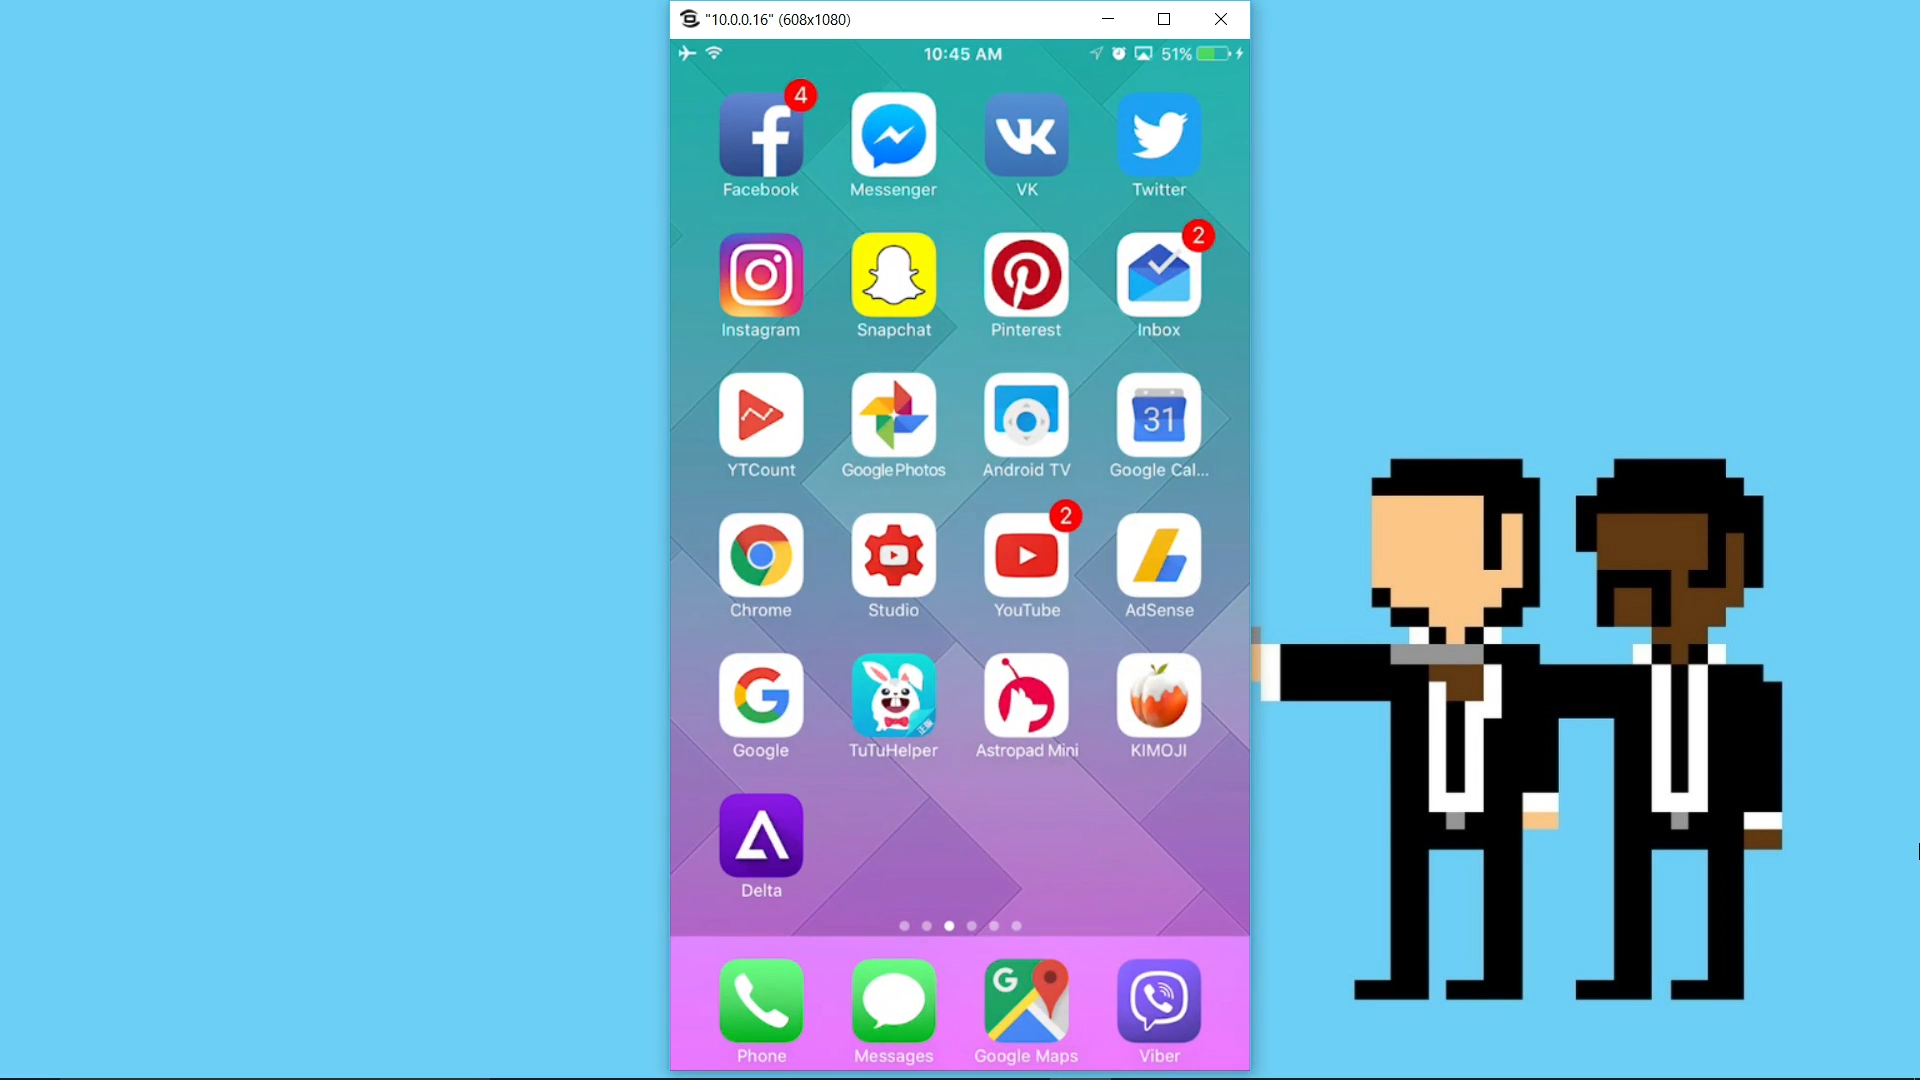 "10.0.0.16" (608x1080)
10:45 AM 51%
4
Facebook Messenger VK Twitter
2
Instagram Snapchat Pinterest Inbox
31
YTCount Google Photos Android TV Google Cal...
2
Chrome Studio YouTube AdSense
Google TuTuHelper Astropad Mini KIMOJI
Delta
Phone Messages Google Maps Viber